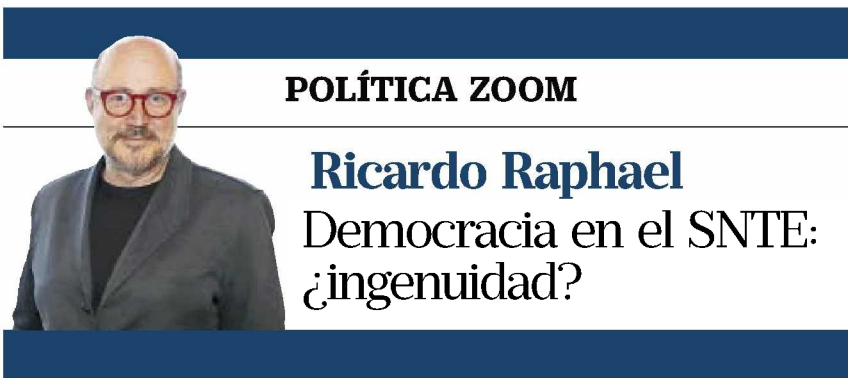 POLÍTICA ZOOM
Ricardo Raphael
Democracia en el SNTE:
¿ingenuidad?